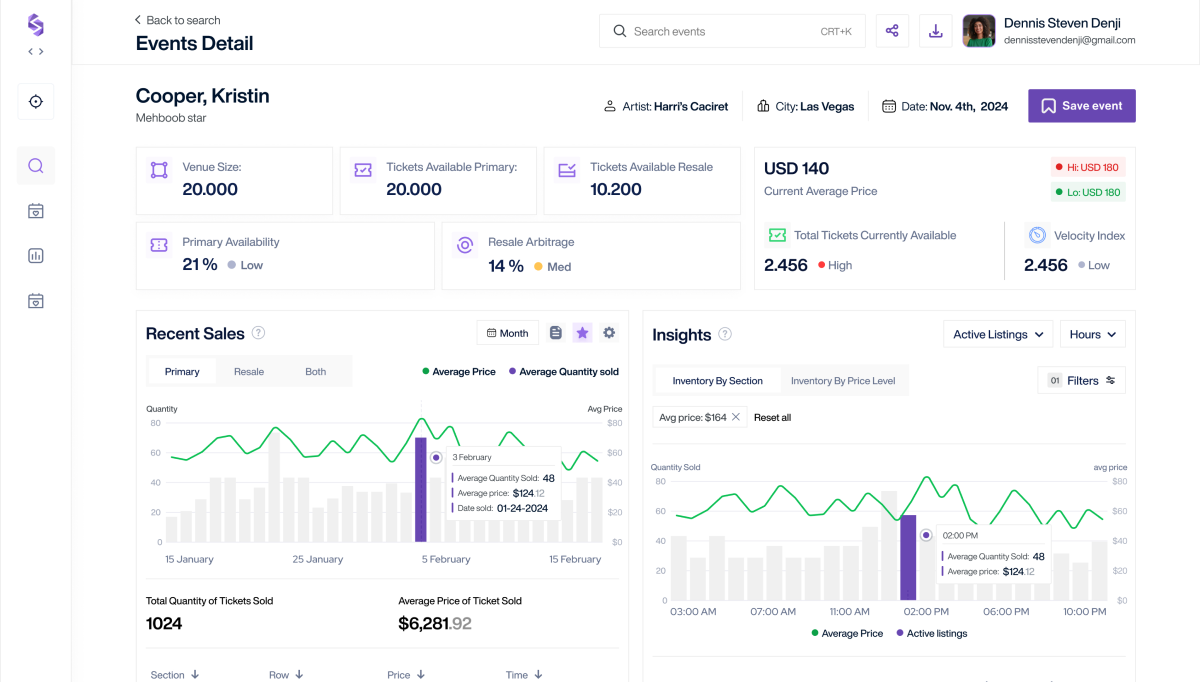 Back to search
Events Detail
Search events
CRT+K
Dennis Steven Denji
dennisstevendenji@gmail.com
Cooper, Kristin
Mehboob star
Artist: Harri's Caciret
City: Las Vegas
Date: Nov. 4th, 2024
Save event
Venue Size:
20.000
Tickets Available Primary:
20.000
Tickets Available Resale
10.200
Primary Availability
21 %
Low
Resale Arbitrage
14 %
Med
USD 140
Current Average Price
Hi: USD 180
Lo: USD 180
Total Tickets Currently Available
2.456
High
Velocity Index
2.456
Low
Recent Sales
?
Month
Primary
Resale
Both
Average Price
Average Quantity sold
Quantity
Avg Price
80
60
40
20
0
$80
$60
$40
$20
$0
3 February
Average Quantity Sold: 48
Average price: $124.12
Date sold: 01-24-2024
15 January
25 January
5 February
15 February
Total Quantity of Tickets Sold
1024
Average Price of Ticket Sold
$6,281.92
Section
Row
Price
Time
Insights
?
Active Listings
Hours
Inventory By Section
Inventory By Price Level
01
Filters
Avg price: $164
Reset all
Quantity Sold
avg price
80
60
40
20
0
$80
$60
$40
$20
$0
02:00 PM
Average Quantity Sold: 48
Average price: $124.12
03:00 AM
07:00 AM
11:00 AM
02:00 PM
06:00 PM
10:00 PM
Average Price
Active listings